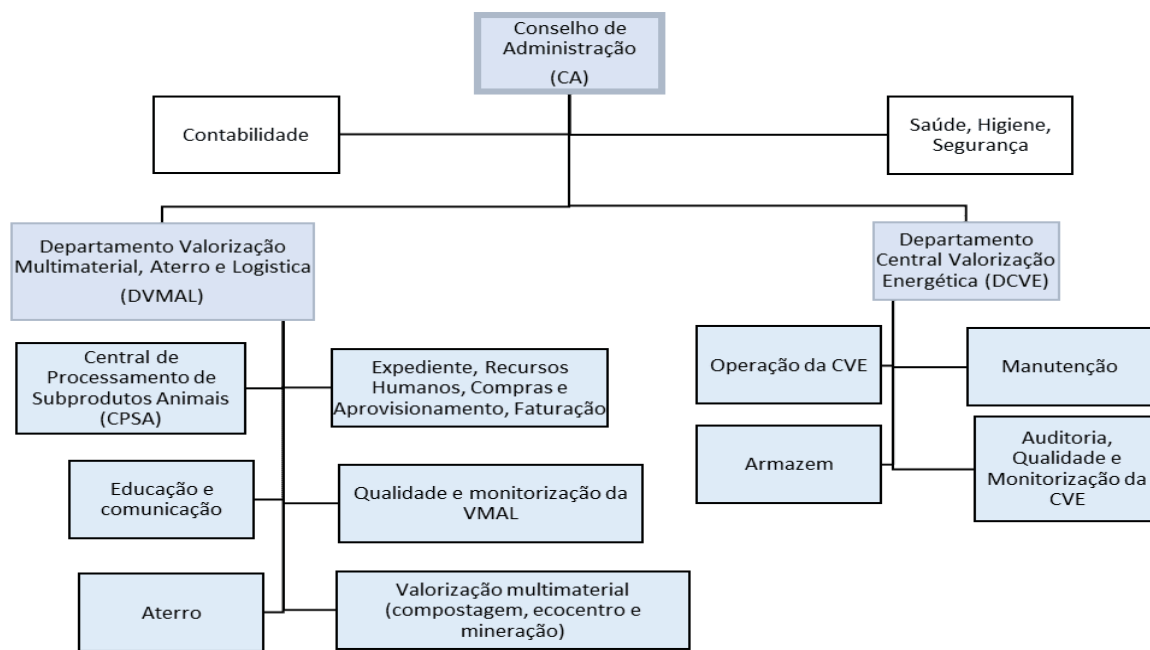 Conselho de
Administração
(CA)
Contabilidade
Saúde, Higiene,
Segurança
Departamento Valorização
Multimaterial, Aterro e Logistica
(DVMAL)
Departamento
Central Valorização
Energética (DCVE)
Central de
Processamento de
Subprodutos Animais
(CPSA)
Expediente, Recursos
Humanos, Compras e
Aprovisionamento, Faturação
Operação da CVE
Manutenção
Educação e
comunicação
Qualidade e monitorização da
VMAL
Armazem
Auditoria,
Qualidade e
Monitorização da
CVE
Aterro
Valorização multimaterial
(compostagem, ecocentro e
mineração)